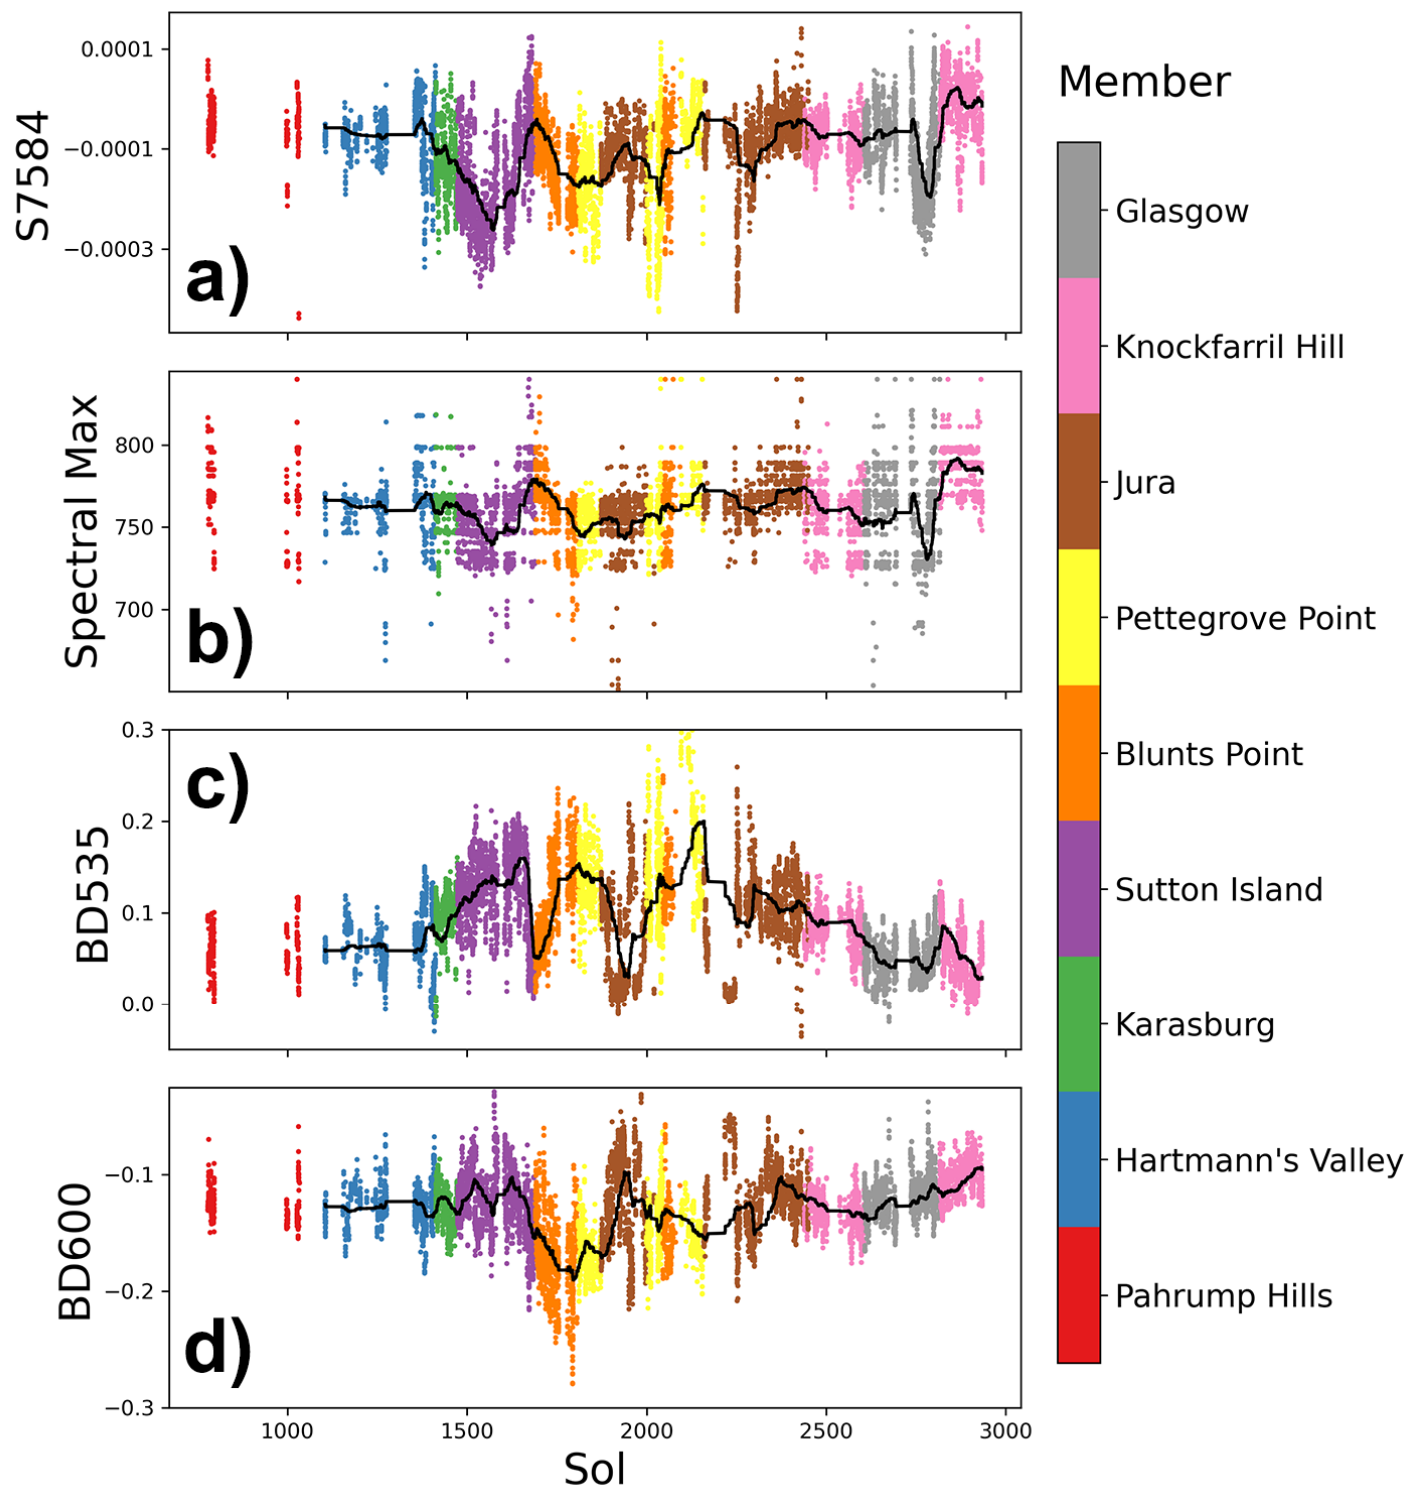 0.0001
−0.0001
−0.0003
S7584
a)
800
750
700
Spectral Max
b)
0.3
0.2
0.1
0.0
BD535
c)
−0.1
−0.2
−0.3
BD600
d)
1000 1500 2000 2500 3000
Sol
Member
Glasgow
Knockfarril Hill
Jura
Pettegrove Point
Blunts Point
Sutton Island
Karasburg
Hartmann's Valley
Pahrump Hills